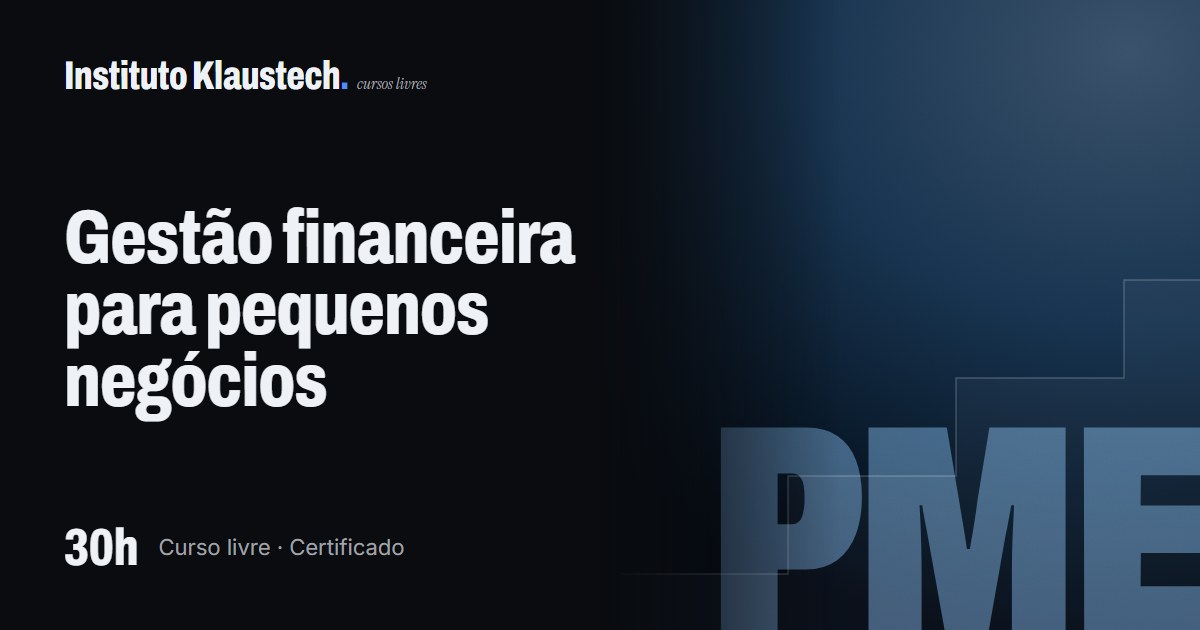 Instituto Klaustech. cursos livres
Gestão financeira
para pequenos
negócios
30h Curso livre · Certificado
PME